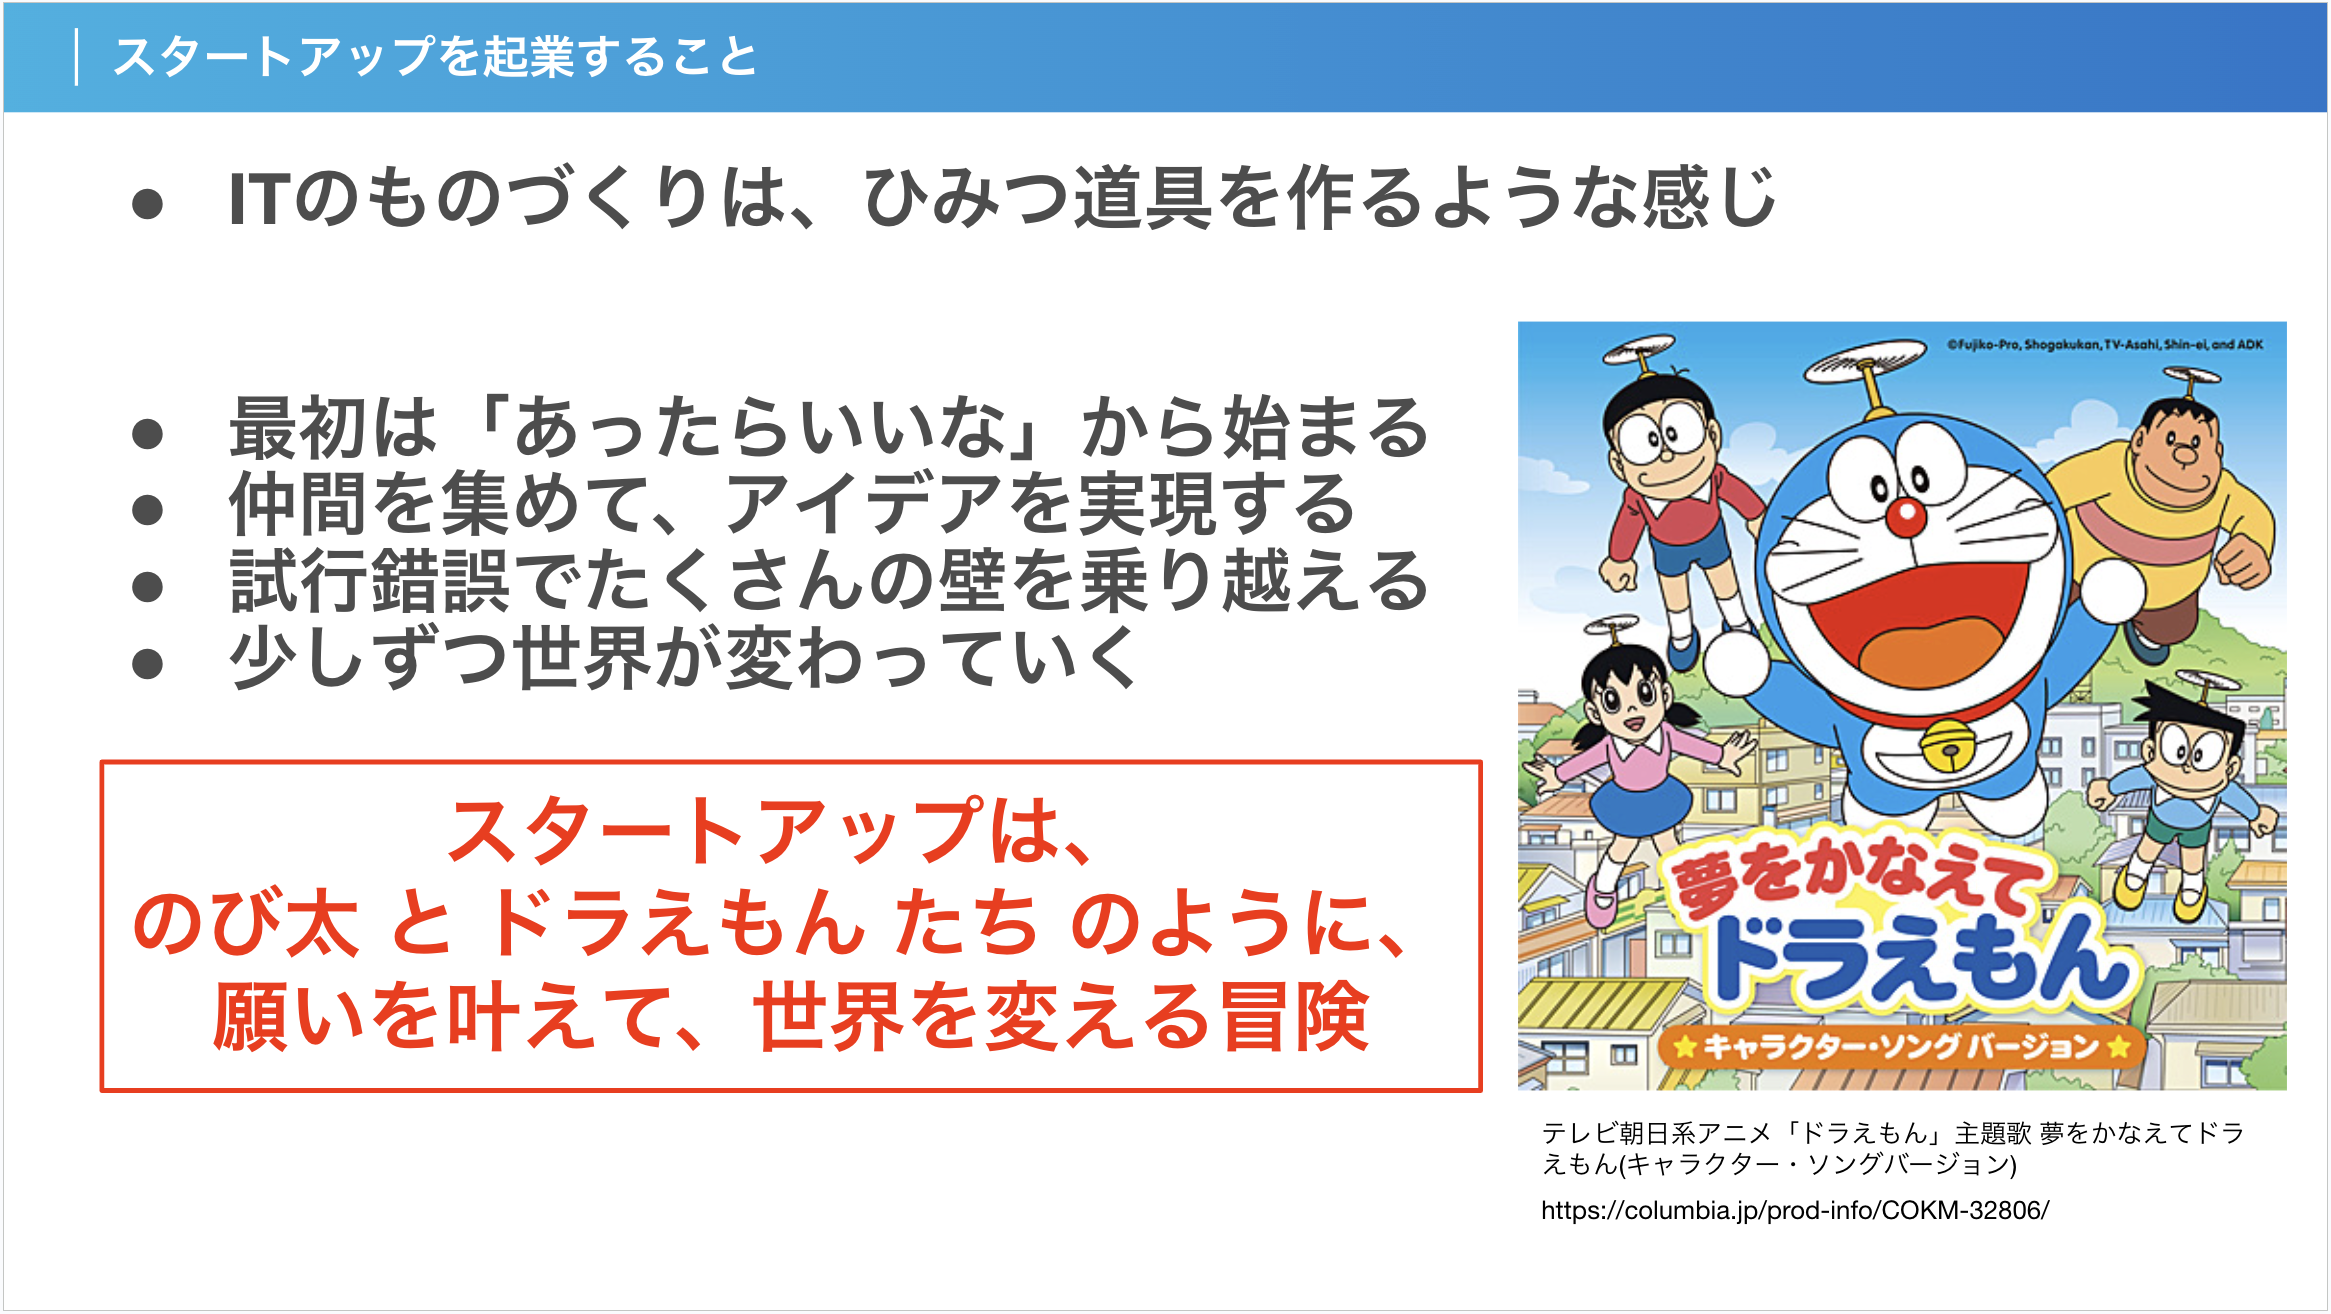 スタートアップを起業すること
● ITのものづくりは、ひみつ道具を作るような感じ
● 最初は「あったらいいな」から始まる
● 仲間を集めて、アイデアを実現する
● 試行錯誤でたくさんの壁を乗り越える
● 少しずつ世界が変わっていく
スタートアップは、
のび太 と ドラえもん たち のように、
願いを叶えて、世界を変える冒険
©Fujiko-Pro, Shogakukan, TV-Asahi, Shin-ei, and ADK
夢をかなえて
ドラえもん
★キャラクター・ソング バージョン★
テレビ朝日系アニメ「ドラえもん」主題歌 夢をかなえてドラ
えもん(キャラクター・ソングバージョン)
https://columbia.jp/prod-info/COKM-32806/